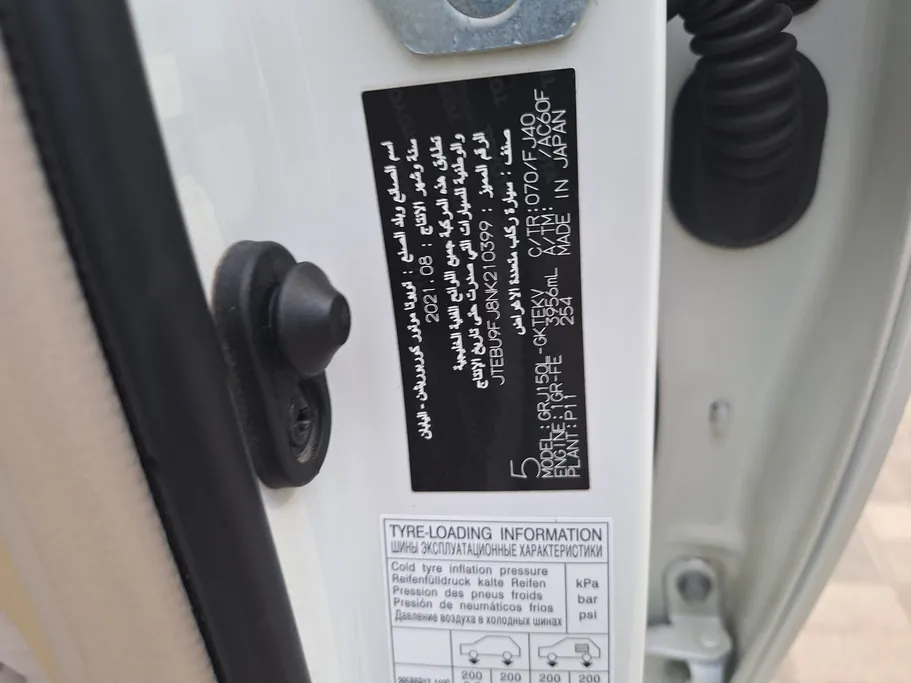 اسم الصانع وبلد الصنع : تويوتا موتور كوربوريشن - اليابان
سنة وشهر الانتاج : 2021.08
تطابق هذه المركبة جميع اللوائح الفنية الخليجية
والوطنية للسيارات التي صدرت حتى تاريخ الإنتاج
الرقم المميز : JTEBU9FJ8NK210399
صنف : سيارة ركاب متعددة الاغراض
5
MODEL:GRJ150L-GKTEKV C/TR:070/FJ40
ENGINE:1GR-FE 3956mL A/TM: /AC60F
PLANT:P11 254 MADE IN JAPAN
TYRE-LOADING INFORMATION
ШИНЫ ЭКСПЛУАТАЦИОННЫЕ ХАРАКТЕРИСТИКИ
Cold tyre inflation pressure
Reifenfülldruck kalte Reifen
Pression des pneus froids
Presión de neumáticos frios
Давление воздуха в холодных шинах
kPa
bar
psi
200 200 200 200